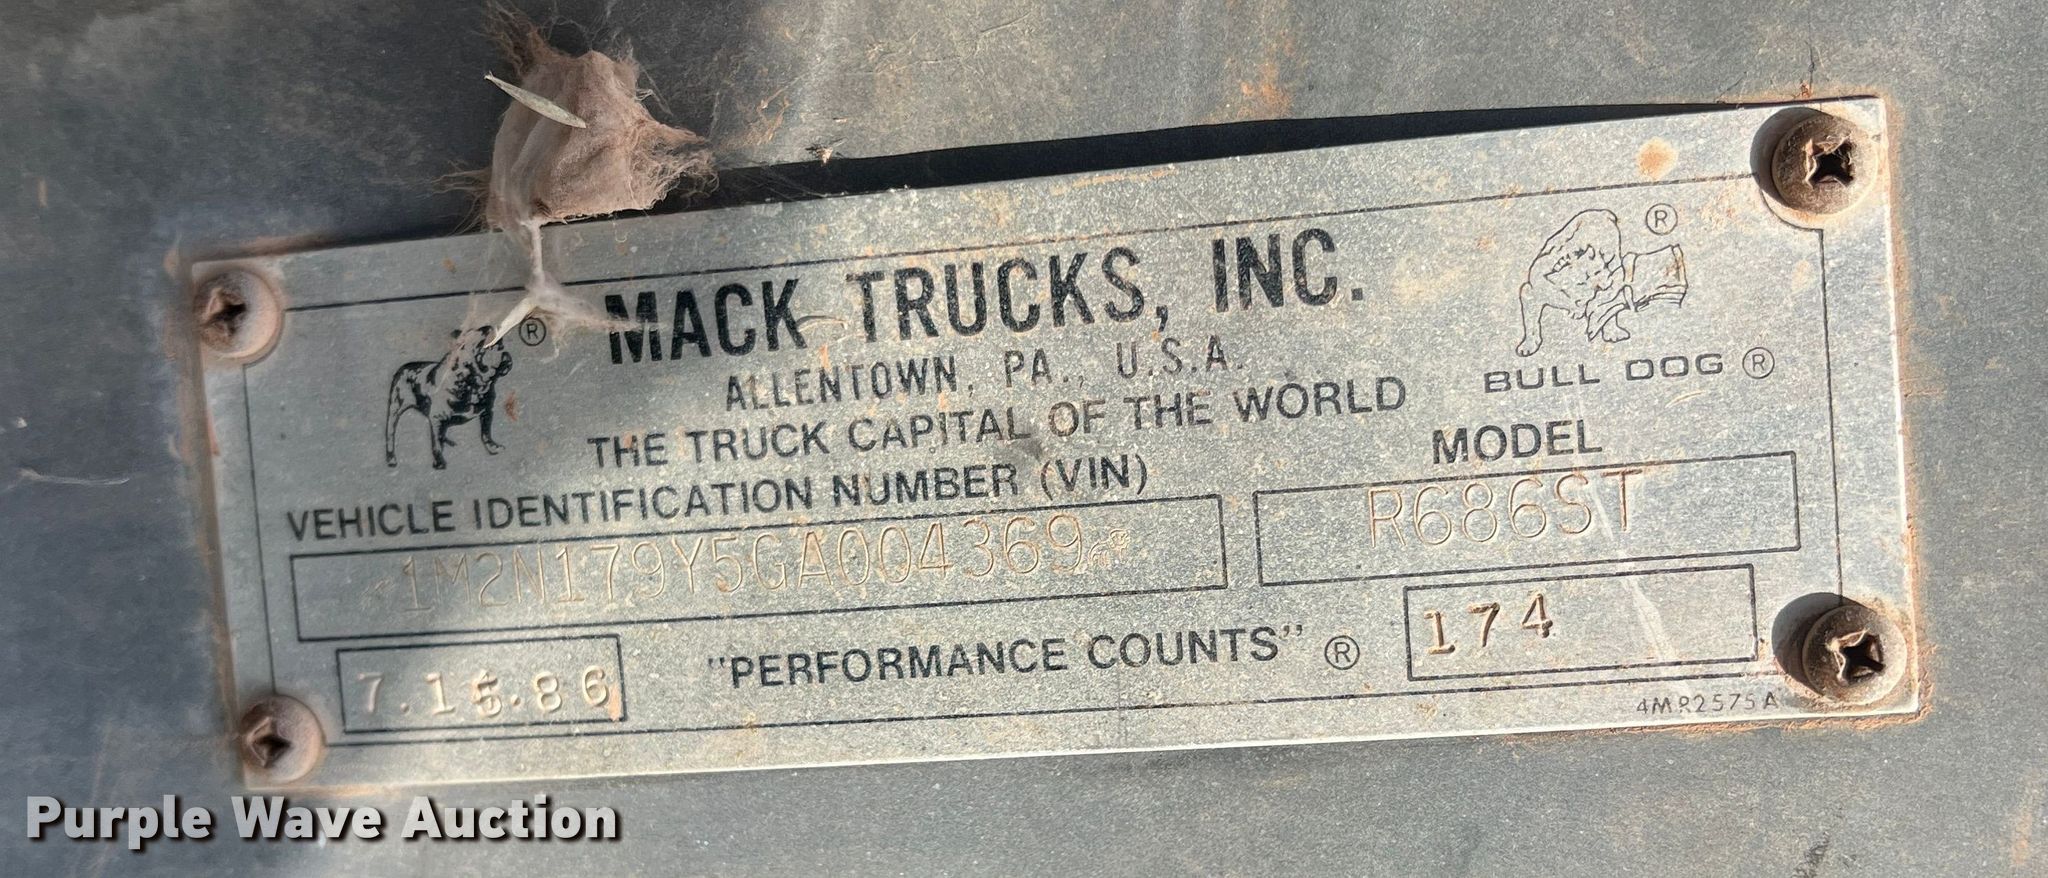 ®
®
MACK TRUCKS, INC.
ALLENTOWN, PA., U.S.A.
BULL DOG ®
THE TRUCK CAPITAL OF THE WORLD
VEHICLE IDENTIFICATION NUMBER (VIN)
MODEL
1M2N179Y5GA004369
R686ST
"PERFORMANCE COUNTS" ®
174
4MR2575A
Purple Wave Auction